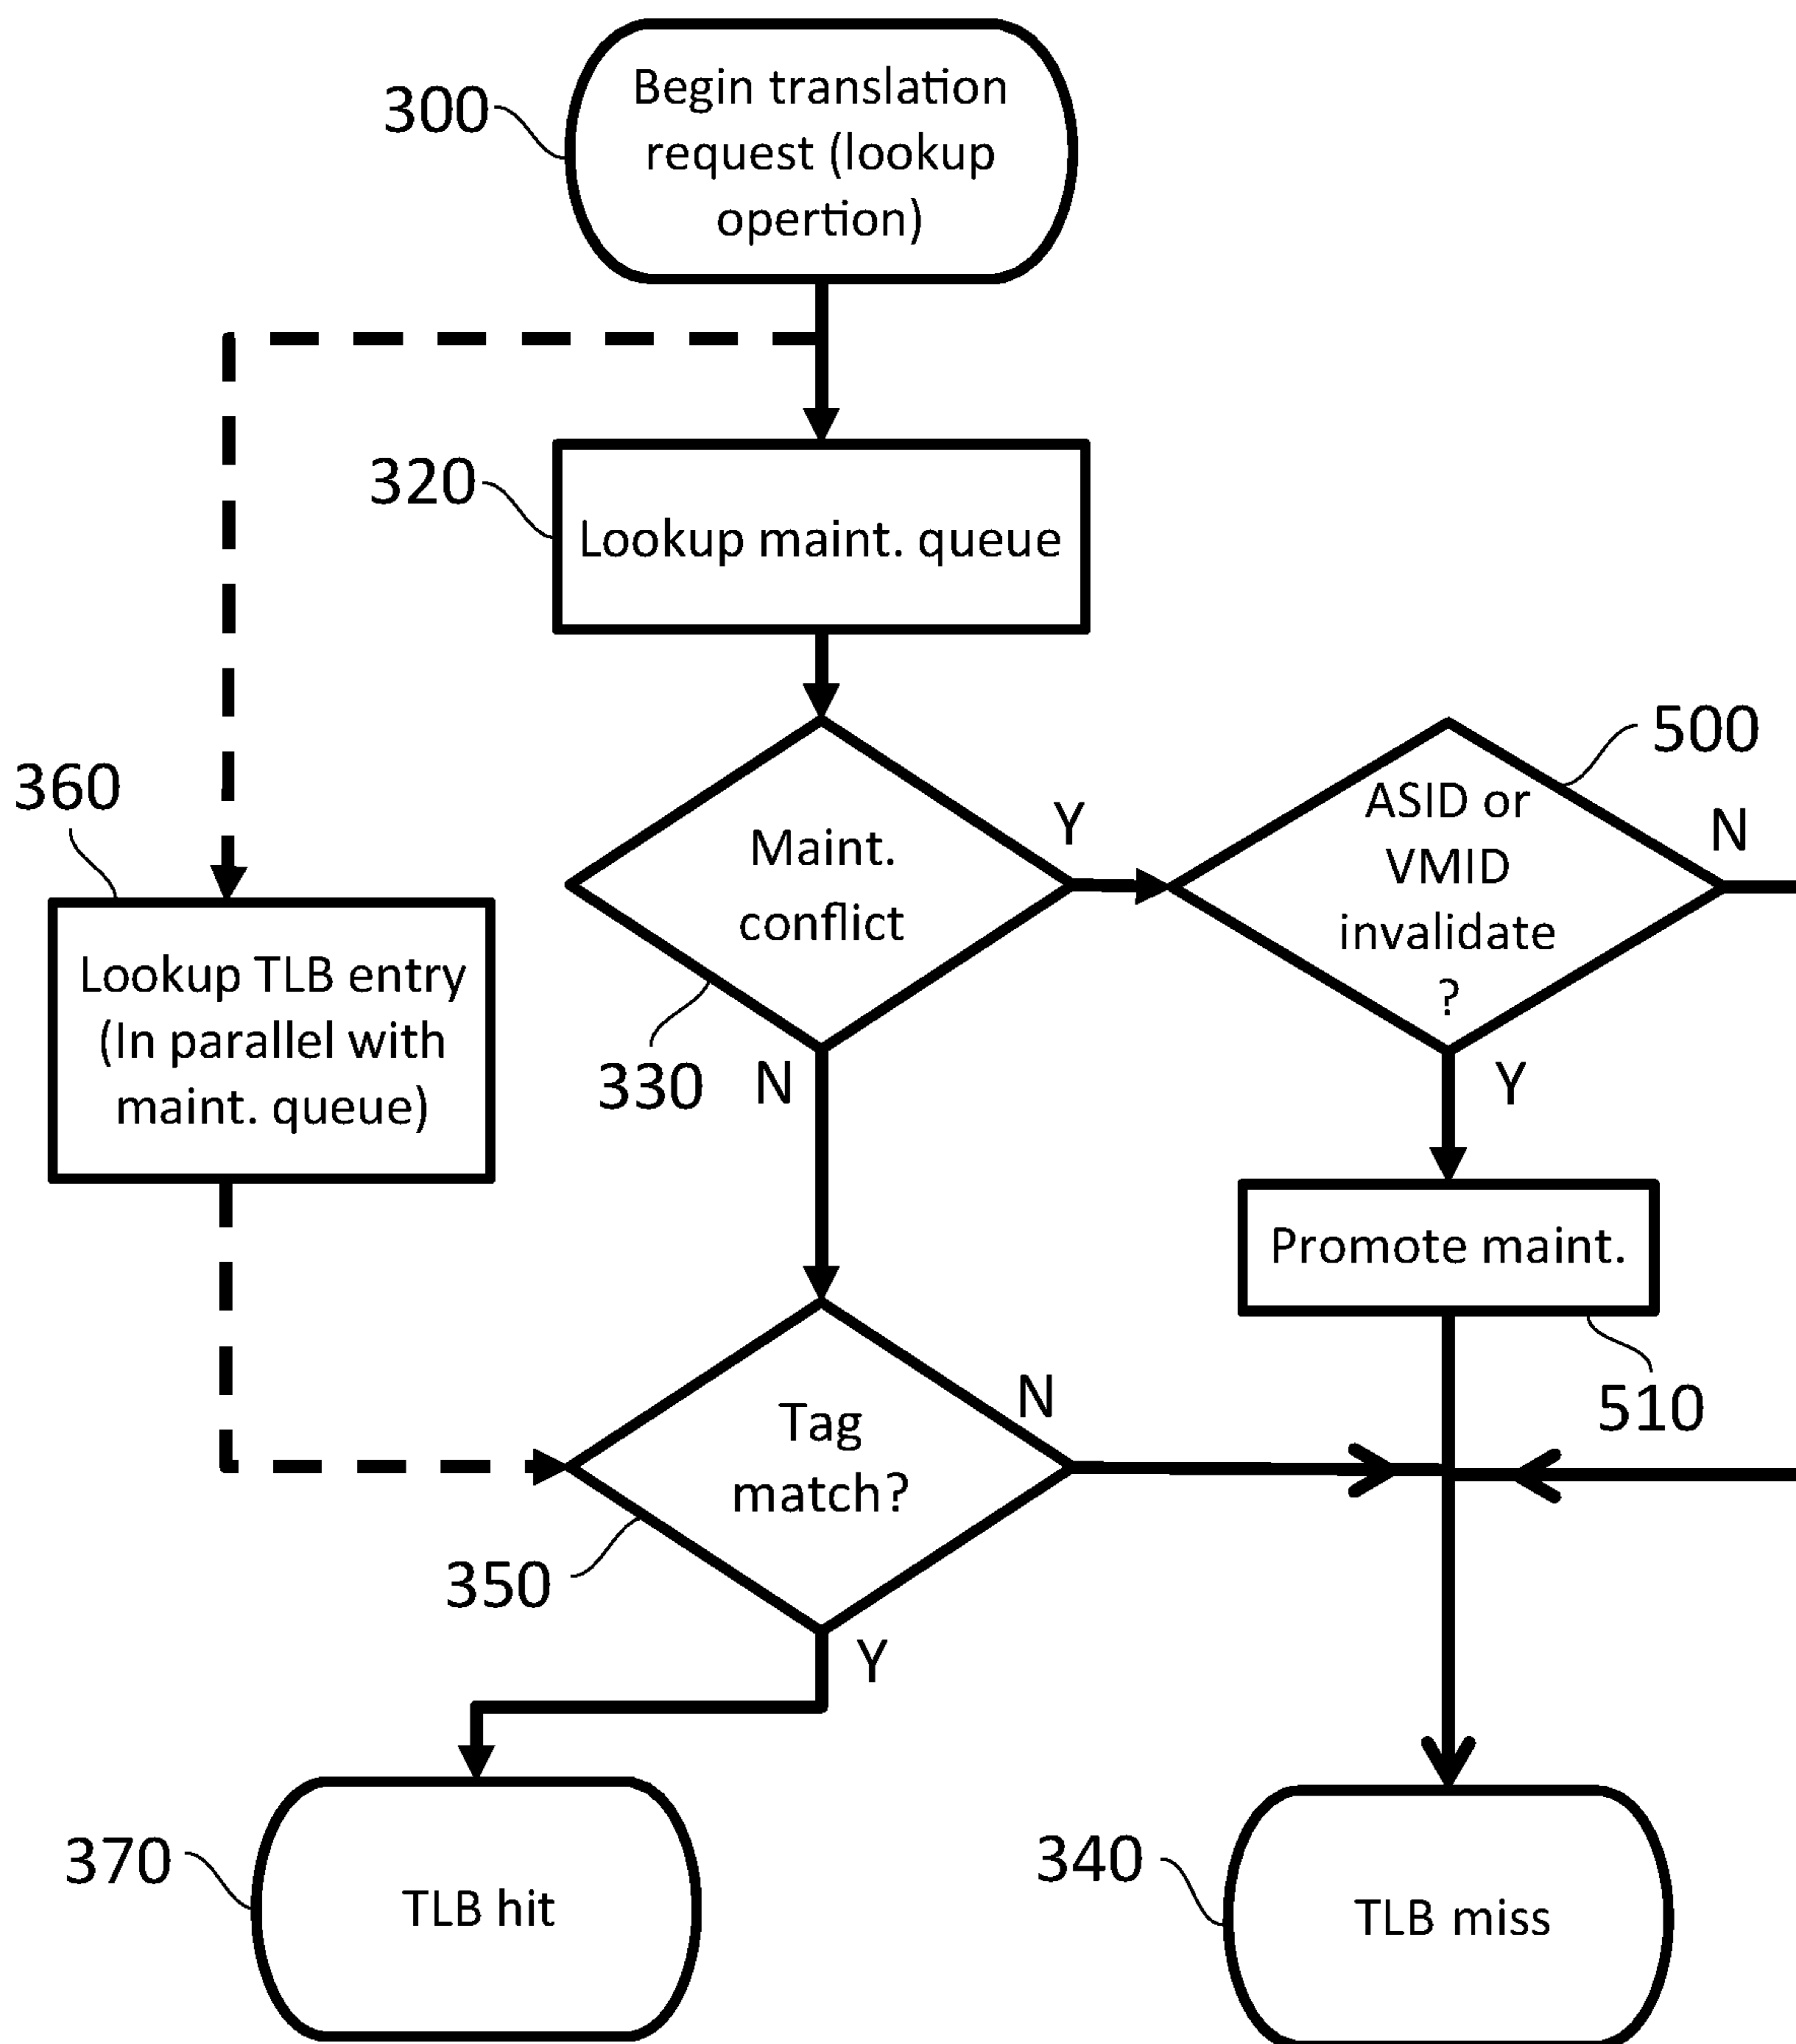 300
Begin translation
request (lookup
opertion)
320
Lookup maint. queue
360
Lookup TLB entry
(In parallel with
maint. queue)
Maint.
conflict
Y
330
N
500
ASID or
VMID
invalidate
?
N
Y
Promote maint.
510
Tag
match?
N
350
Y
370
TLB hit
340
TLB miss